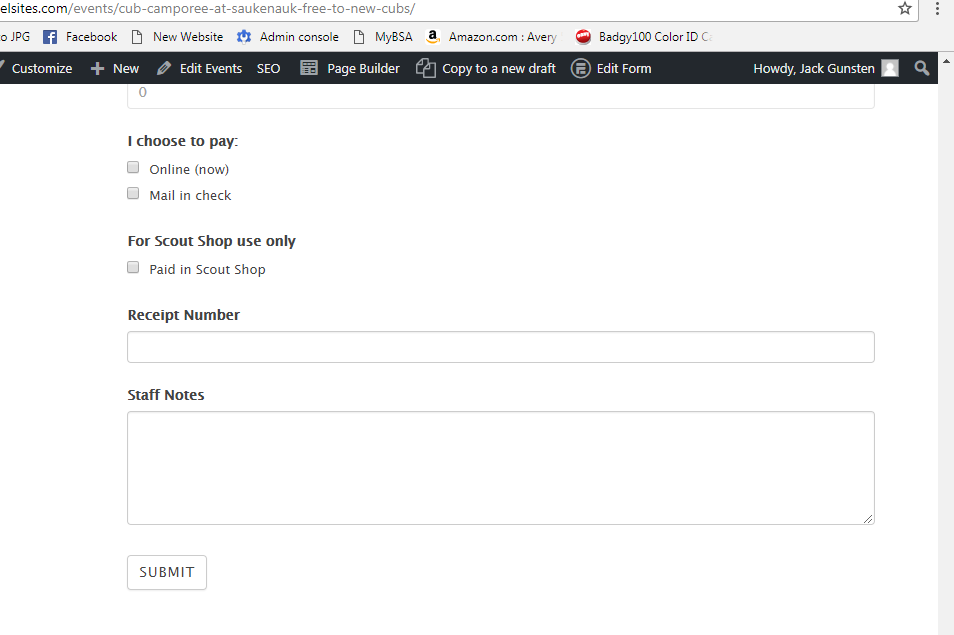 elsites.com/events/cub-camporee-at-saukenauk-free-to-new-cubs/
o JPG Facebook New Website Admin console MyBSA Amazon.com : Avery Badgy100 Color ID C
Customize New Edit Events SEO Page Builder Copy to a new draft Edit Form Howdy, Jack Gunsten
0
I choose to pay:
Online (now)
Mail in check
For Scout Shop use only
Paid in Scout Shop
Receipt Number
Staff Notes
SUBMIT